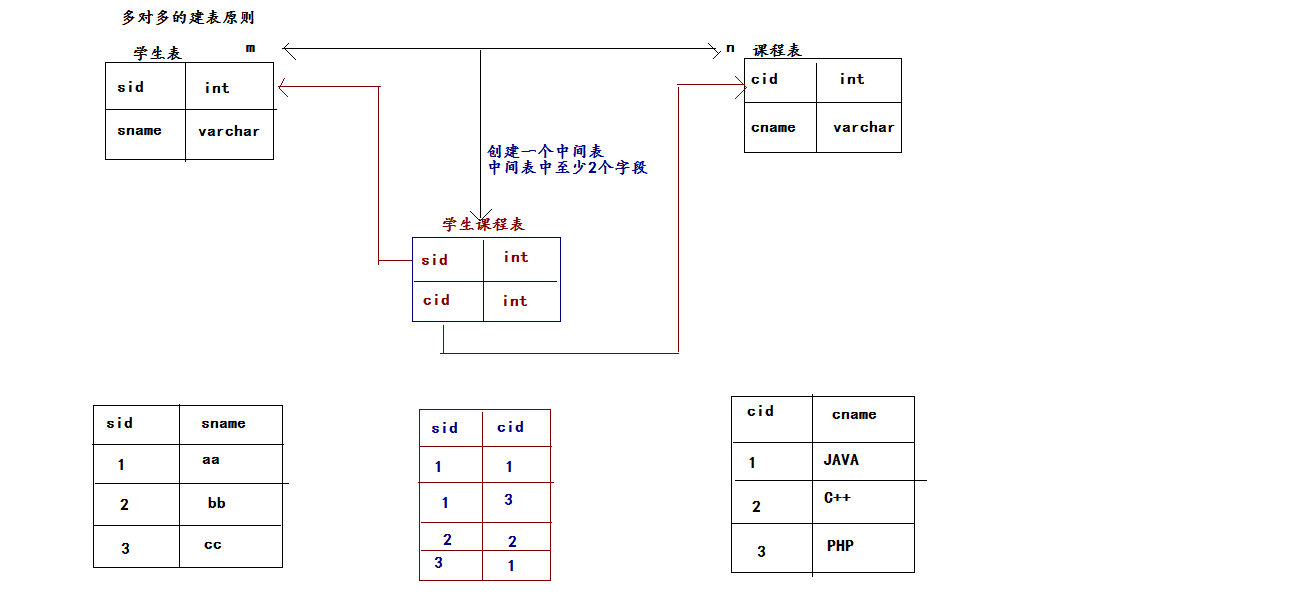 多对多的建表原则
学生表 m n 课程表
sid int
sname varchar
cid int
cname varchar
创建一个中间表
中间表中至少2个字段
学生课程表
sid int
cid int
sid sname
1 aa
2 bb
3 cc
sid cid
1 1
1 3
2 2
3 1
cid cname
1 JAVA
2 C++
3 PHP